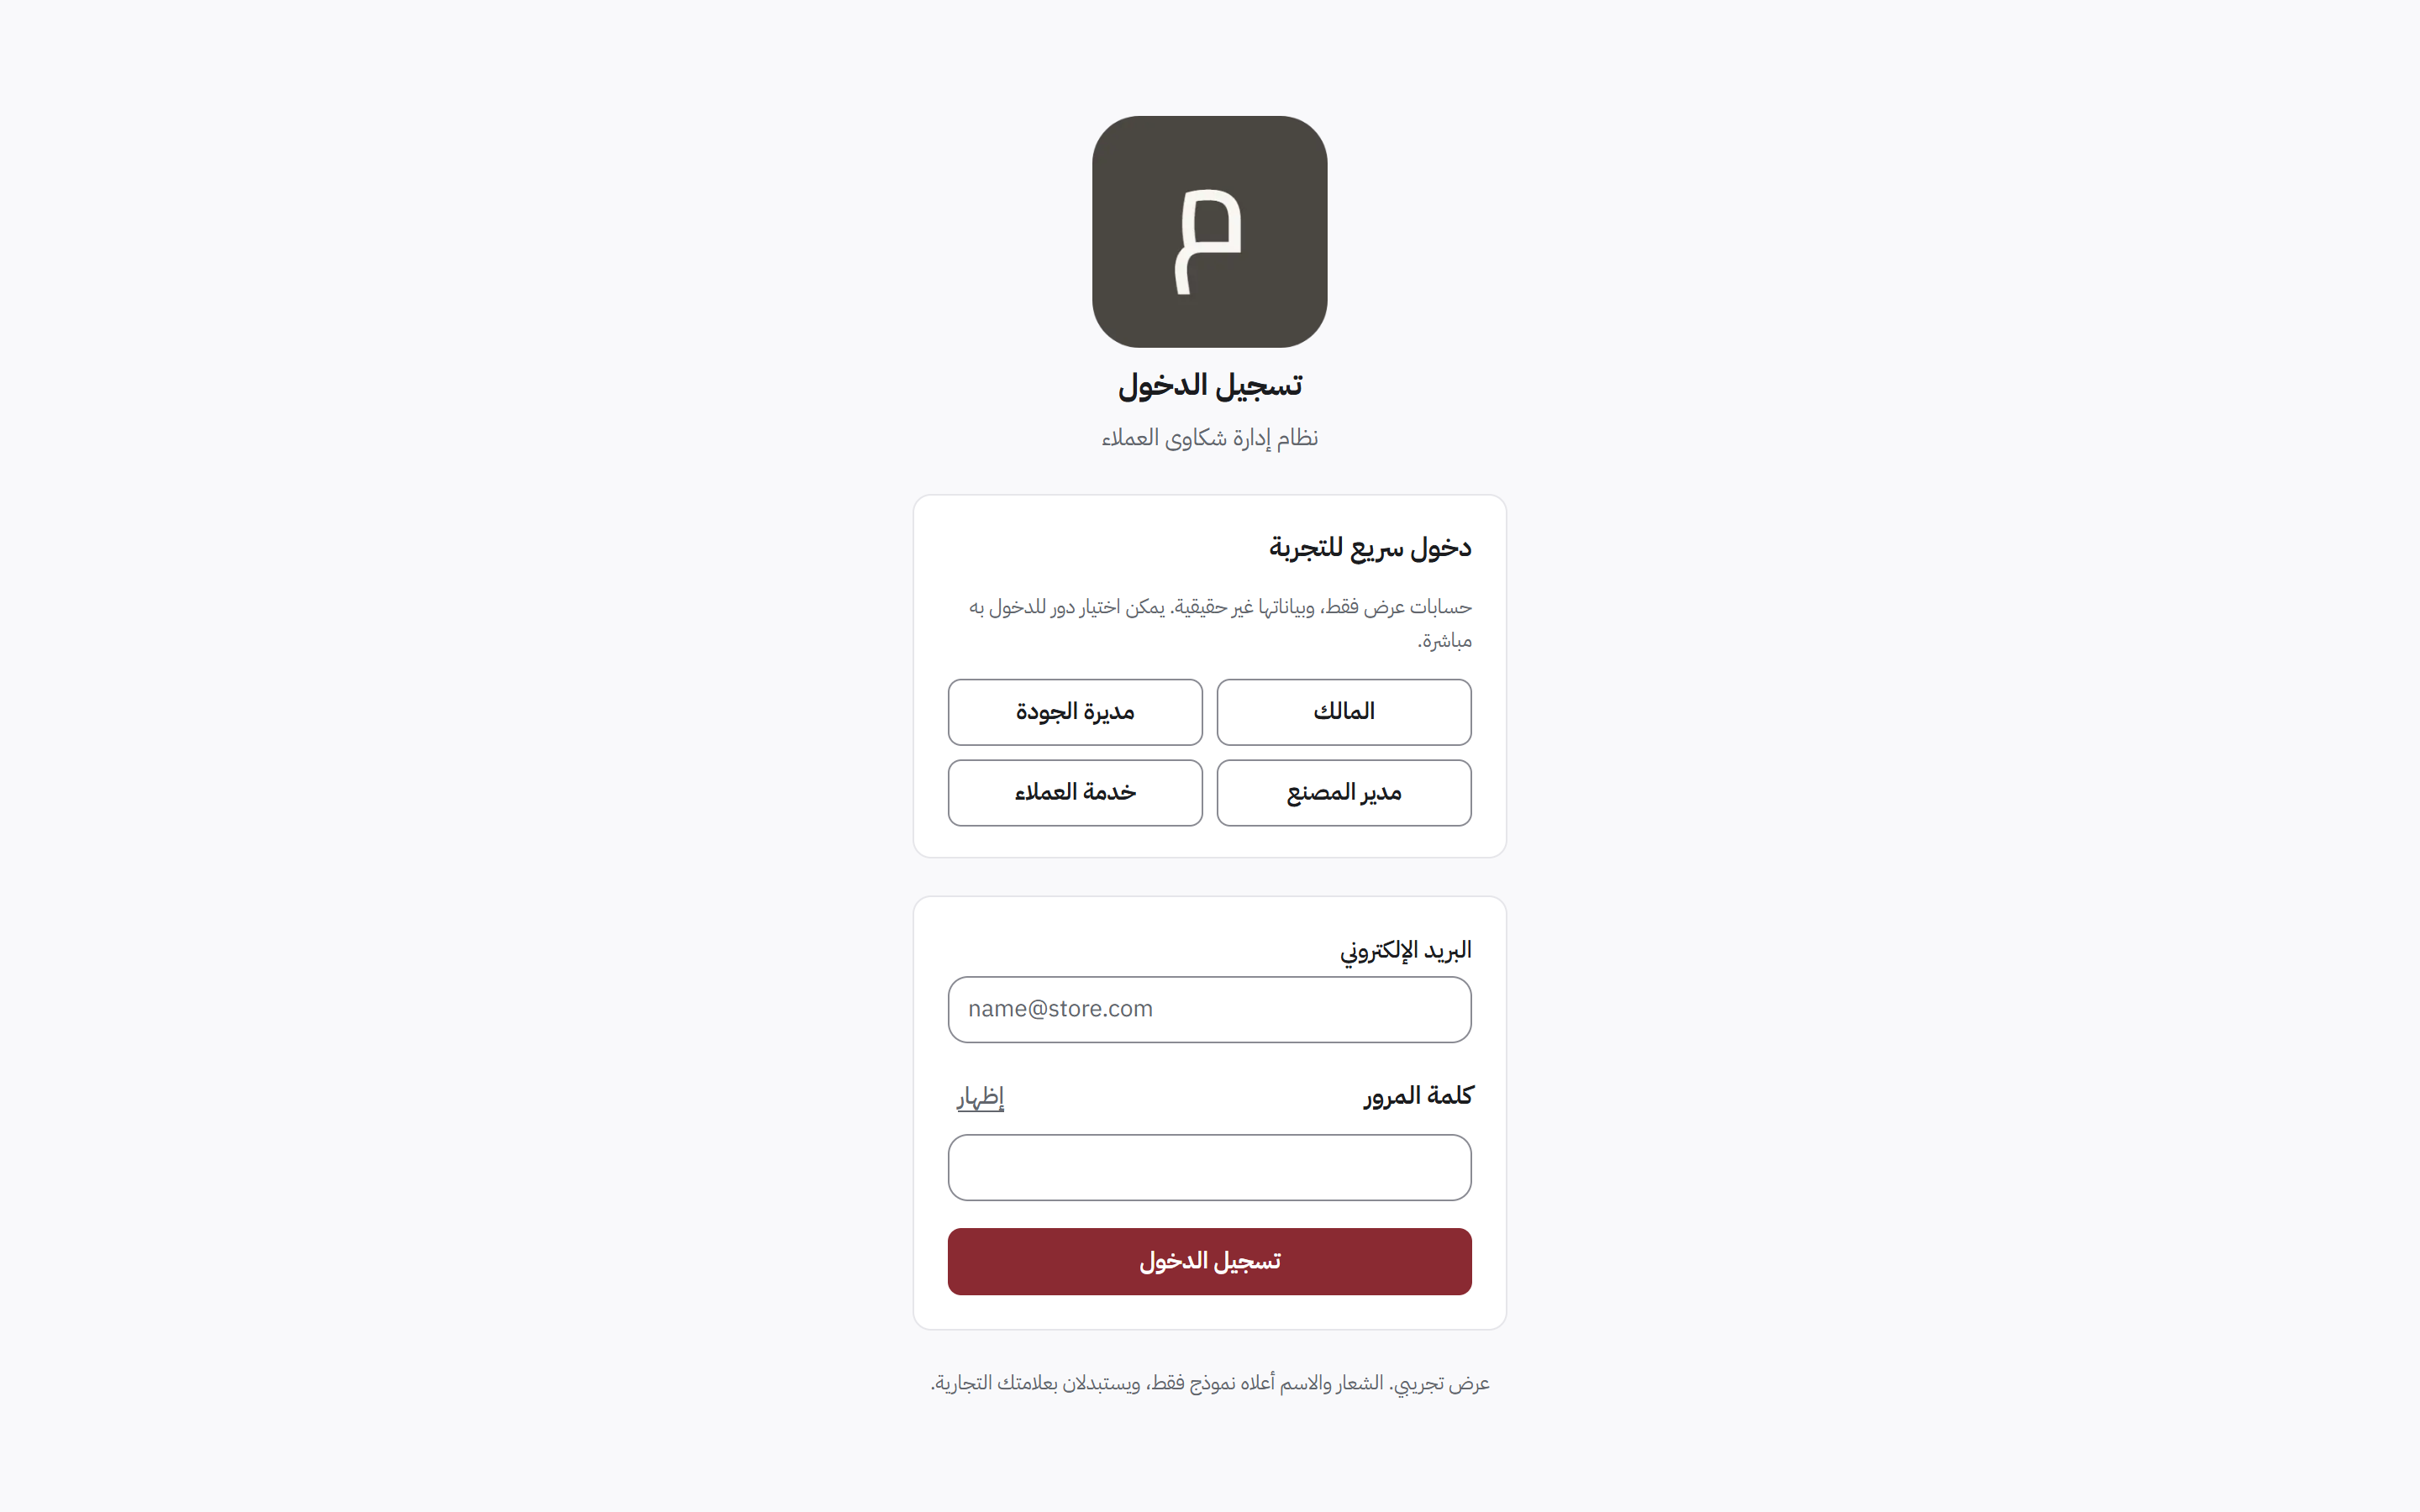 م
تسجيل الدخول
نظام إدارة شكاوى العملاء
دخول سريع للتجربة
حسابات عرض فقط، وبياناتها غير حقيقية. يمكن اختيار دور للدخول به
مباشرة.
المالك
مديرة الجودة
مدير المصنع
خدمة العملاء
البريد الإلكتروني
name@store.com
كلمة المرور
إظهار
تسجيل الدخول
عرض تجريبي. الشعار والاسم أعلاه نموذج فقط، ويستبدلان بعلامتك التجارية.